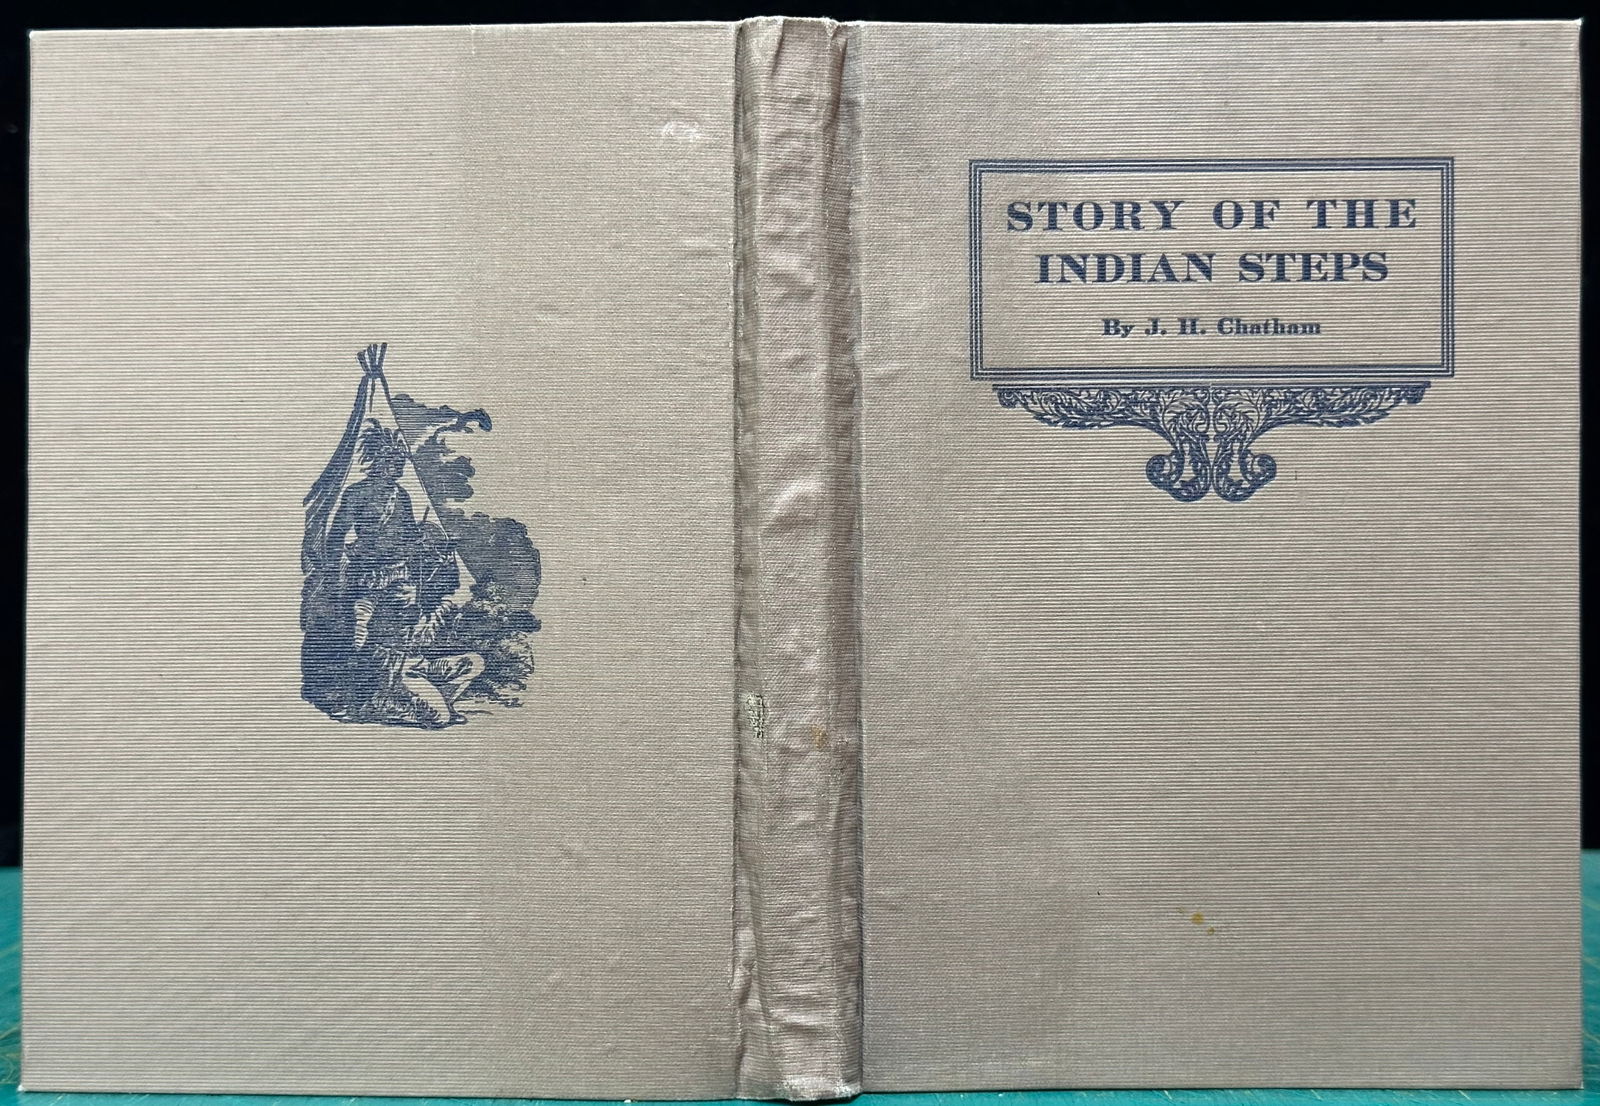 STORY OF THE
INDIAN STEPS
By J. H. Chatham